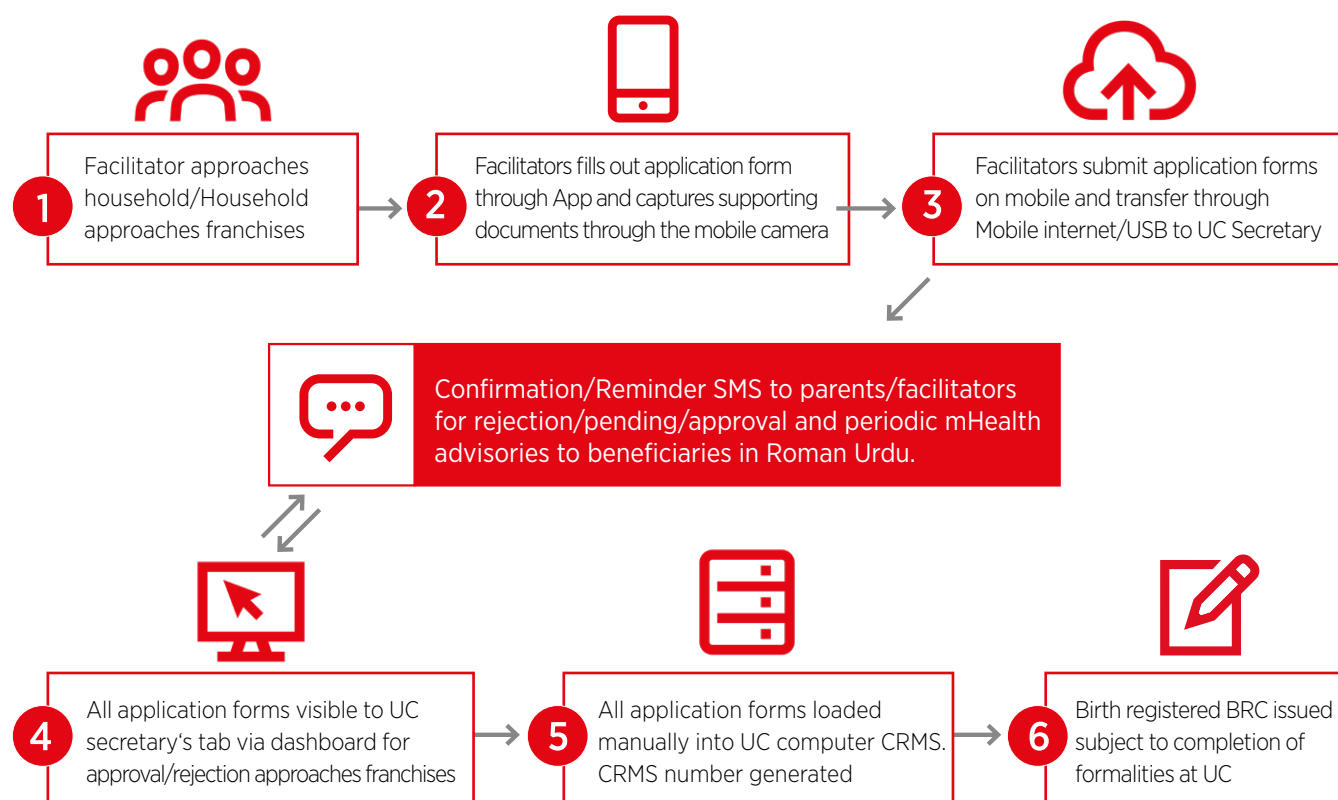 1
Facilitator approaches
household/Household
approaches franchises
2
Facilitators fills out application form
through App and captures supporting
documents through the mobile camera
3
Facilitators submit application forms
on mobile and transfer through
Mobile internet/USB to UC Secretary
Confirmation/Reminder SMS to parents/facilitators
for rejection/pending/approval and periodic mHealth
advisories to beneficiaries in Roman Urdu.
4
All application forms visible to UC
secretary‘s tab via dashboard for
approval/rejection approaches franchises
5
All application forms loaded
manually into UC computer CRMS.
CRMS number generated
6
Birth registered BRC issued
subject to completion of
formalities at UC